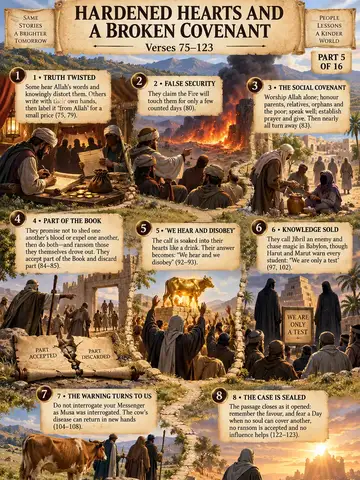 SAME
STORIES
A BRIGHTER
TOMORROW
HARDENED HEARTS AND
A BROKEN COVENANT
Verses 75–123
PEOPLE
LESSONS
A KINDER
WORLD
PART 5
OF 16
1
1 • TRUTH TWISTED
Some hear Allah's words and
knowingly distort them. Others
write with their own hands,
then label it "from Allah" for a
small price (75, 79).
2
2 • FALSE SECURITY
They claim the Fire will
touch them for only a few
counted days (80).
3
3 • THE SOCIAL COVENANT
Worship Allah alone; honour
parents, relatives, orphans and
the poor; speak well; establish
prayer and give. Then nearly
all turn away (83).
4
4 • PART OF THE BOOK
They promise not to shed one
another's blood or expel one another,
then do both—and ransom those
they themselves drove out. They
accept part of the Book and discard
part (84–85).
PART
ACCEPTED
PART
DISCARDED
5
5 • 'WE HEAR AND DISOBEY'
The calf is soaked into their
hearts like a drink. Their answer
becomes: "We hear and we
disobey" (92–93).
6
6 • KNOWLEDGE SOLD
They call Jibril an enemy and
chase magic in Babylon, though
Harut and Marut warn every
student: "We are only a test"
(97, 102).
WE ARE
ONLY
A TEST
7
7 • THE WARNING TURNS TO US
Do not interrogate your Messenger
as Musa was interrogated. The cow's
disease can return in new hands
(104–108).
8
8 • THE CASE IS SEALED
The passage closes as it opened:
remember the favour, and fear a Day
when no soul can cover another,
no ransom is accepted and no
influence helps (122–123).